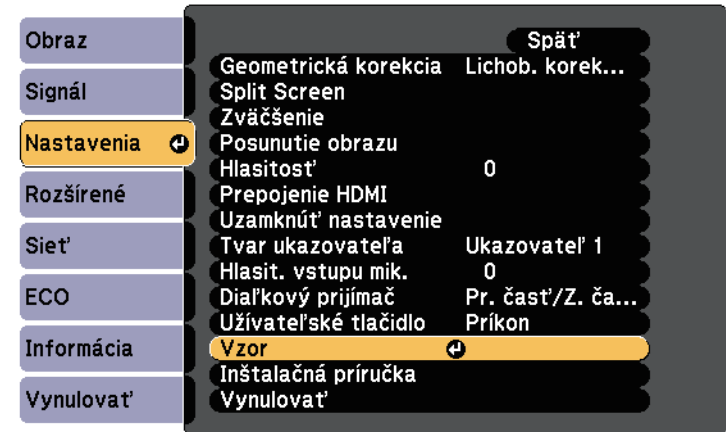 Obraz
Signál
Nastavenia
Rozšírené
Sieť
ECO
Informácia
Vynulovať
Späť
Geometrická korekcia Lichob. korek...
Split Screen
Zväčšenie
Posunutie obrazu
Hlasitosť 0
Prepojenie HDMI
Uzamknúť nastavenie
Tvar ukazovateľa Ukazovateľ 1
Hlasit. vstupu mik. 0
Diaľkový prijímač Pr. časť/Z. ča...
Užívateľské tlačidlo Príkon
Vzor
Inštalačná príručka
Vynulovať